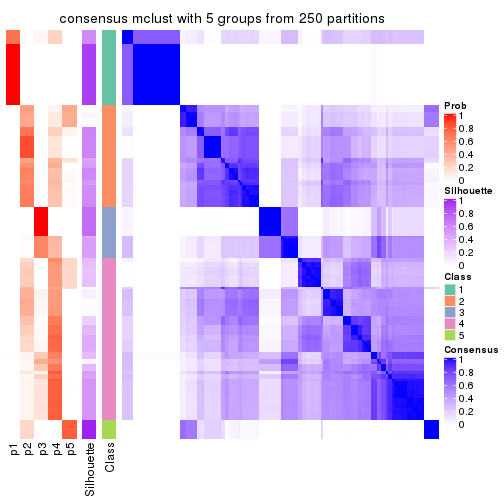 consensus mclust with 5 groups from 250 partitions
Prob
1
0.8
0.6
0.4
0.2
0
Silhouette
1
0.8
0.6
0.4
0.2
0
Class
1
2
3
4
5
Consensus
1
0.8
0.6
0.4
0.2
0
p1
p2
p3
p4
p5
Silhouette
Class